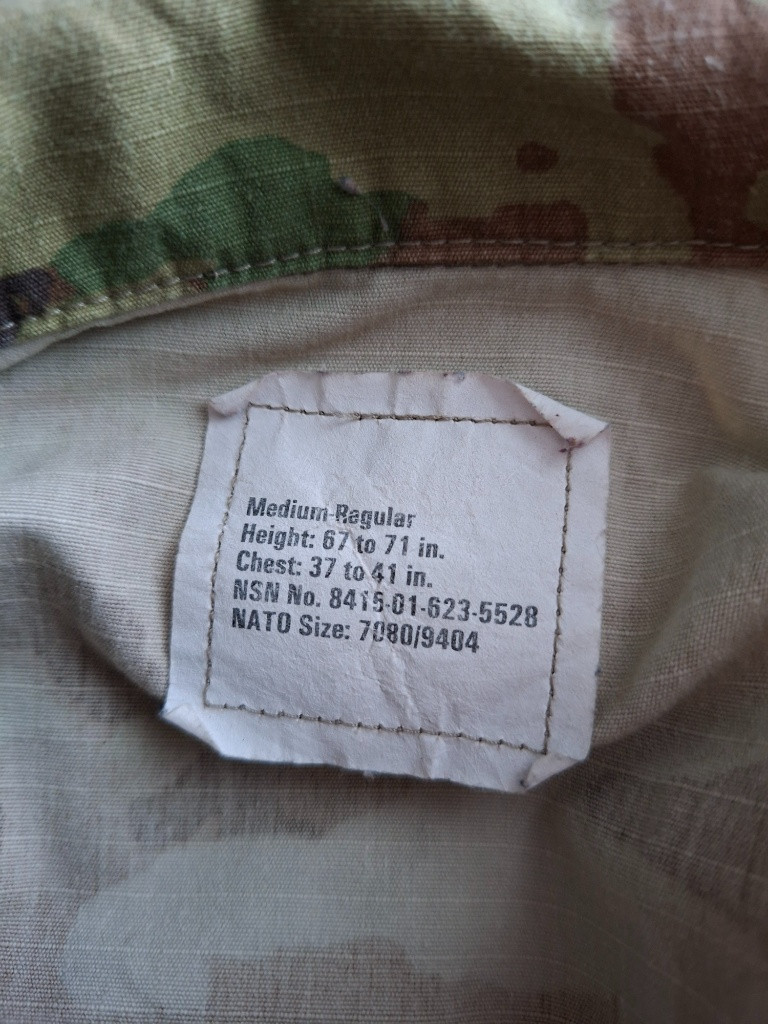 Medium-Regular
Height: 67 to 71 in.
Chest: 37 to 41 in.
NSN No. 8415-01-623-5528
NATO Size: 7080/9404